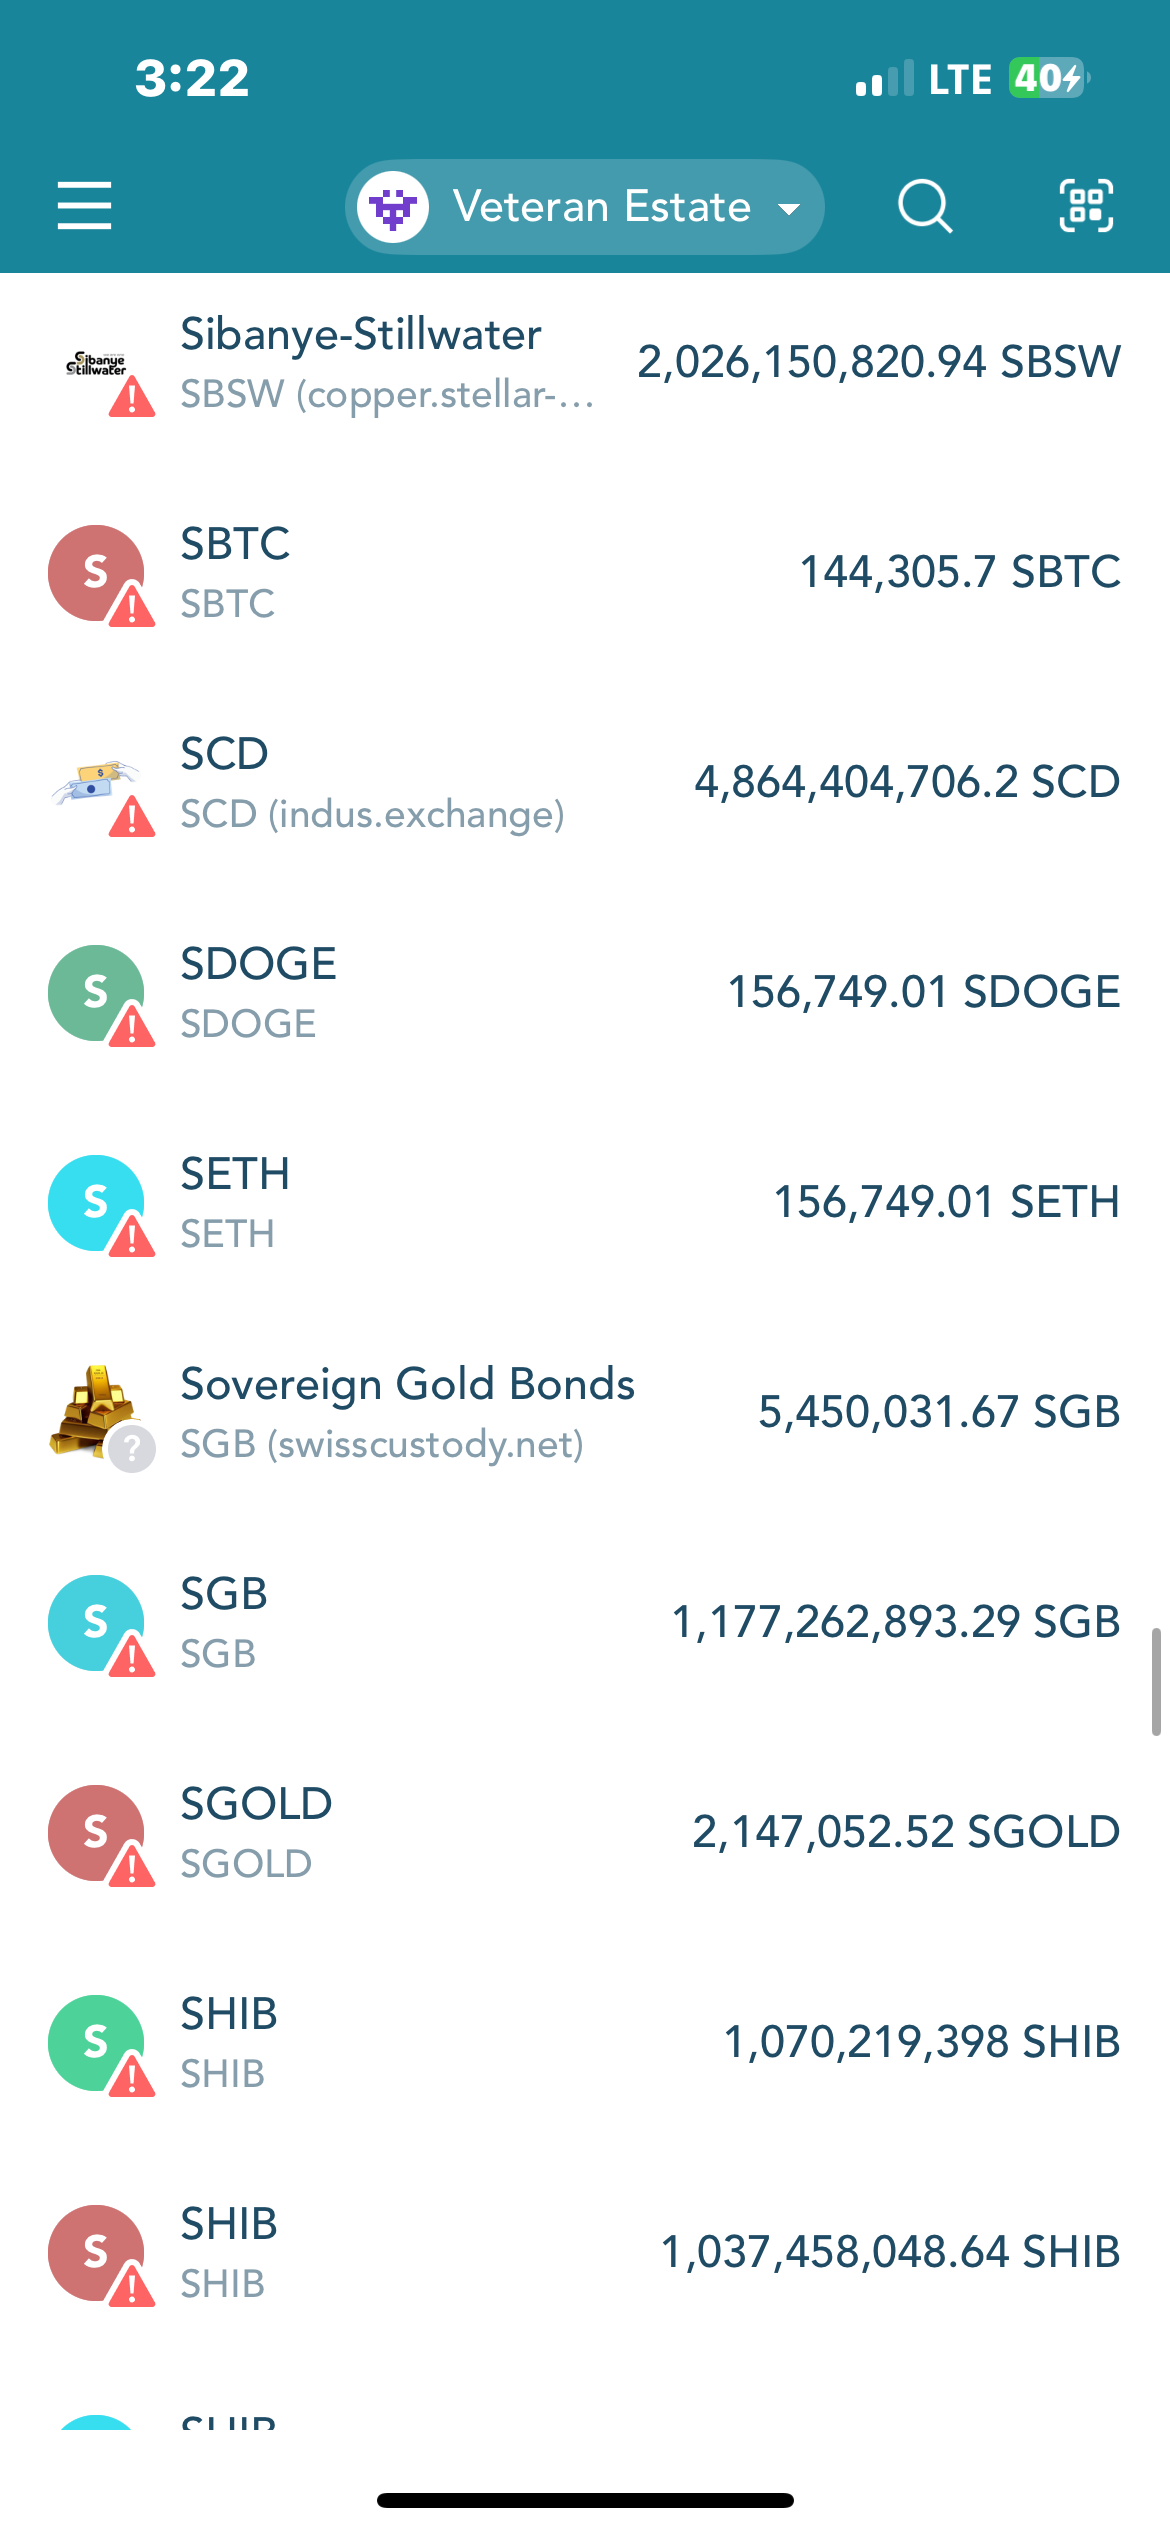 3:22
LTE 40
Veteran Estate
Sibanye-Stillwater
Sibanye
Stillwater
2,026,150,820.94 SBSW
SBSW (copper.stellar-...
SBTC
S
144,305.7 SBTC
SBTC
SCD
4,864,404,706.2 SCD
SCD (indus.exchange)
SDOGE
S
156,749.01 SDOGE
SDOGE
SETH
S
156,749.01 SETH
SETH
Sovereign Gold Bonds
5,450,031.67 SGB
SGB (swisscustody.net)
SGB
S
1,177,262,893.29 SGB
SGB
SGOLD
S
2,147,052.52 SGOLD
SGOLD
SHIB
S
1,070,219,398 SHIB
SHIB
SHIB
S
1,037,458,048.64 SHIB
SHIB
SHIB